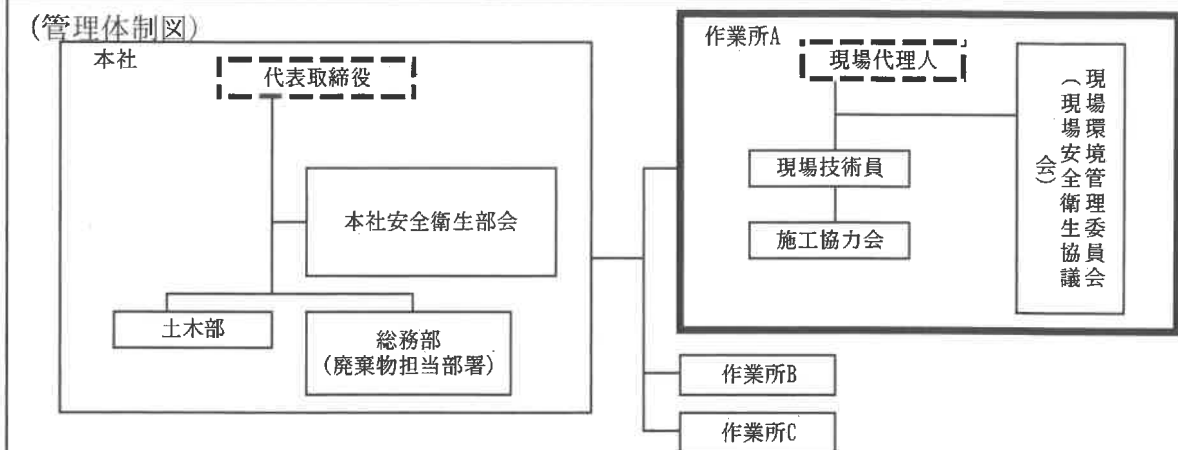 (管理体制図)
本社
代表取締役
本社安全衛生部会
土木部
総務部
(廃棄物担当部署)
作業所A
現場代理人
現場技術員
施工協力会
現場環境管理委員会
（現場安全衛生協議
会）
作業所B
作業所C